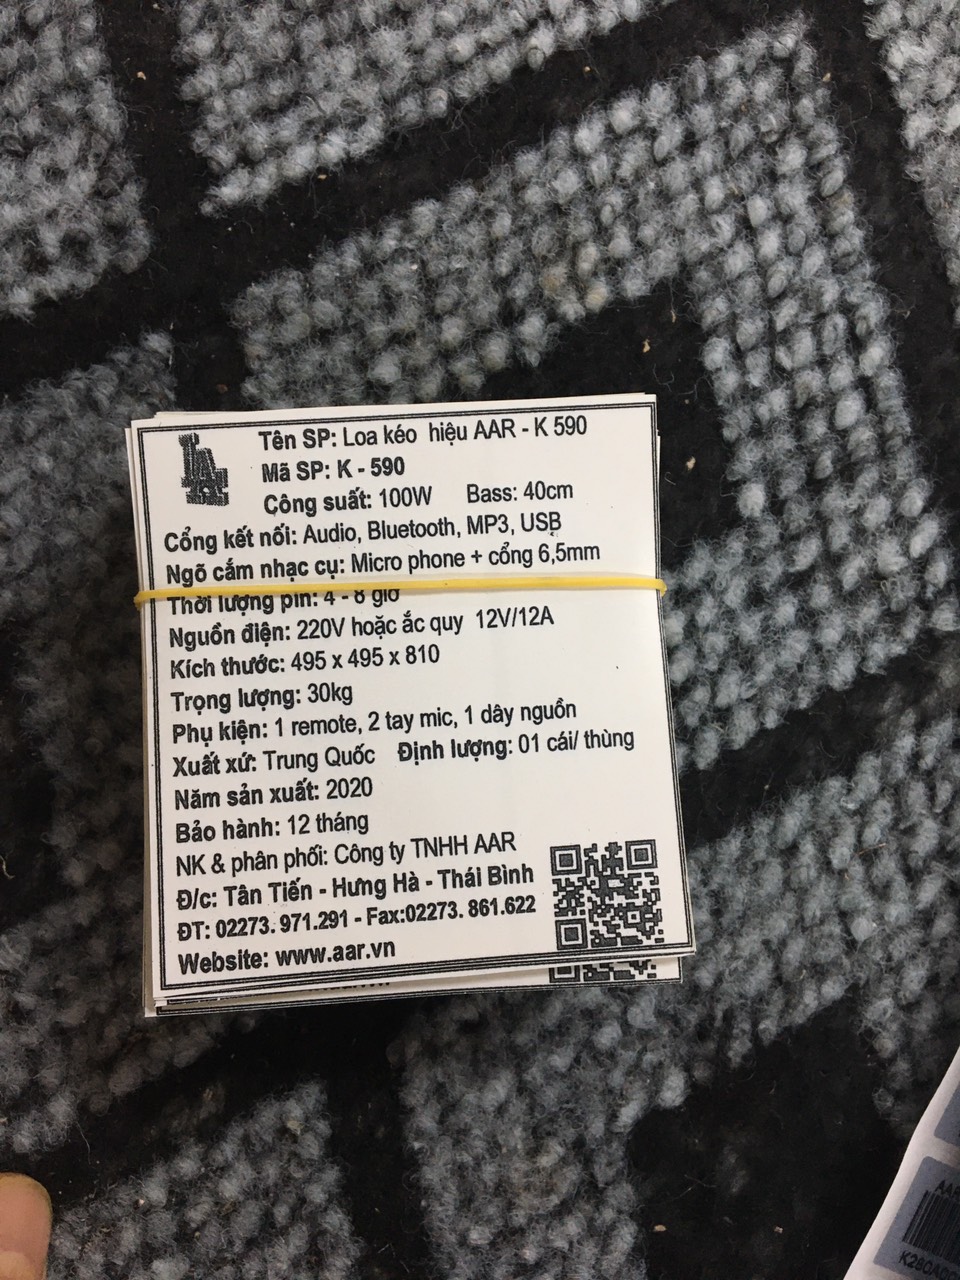 Tên SP: Loa kéo hiệu AAR - K 590
Mã SP: K - 590
Công suất: 100W Bass: 40cm
Cổng kết nối: Audio, Bluetooth, MP3, USB
Ngõ cắm nhạc cụ: Micro phone + cổng 6,5mm
Thời lượng pin: 4 - 8 giờ
Nguồn điện: 220V hoặc ắc quy 12V/12A
Kích thước: 495 x 495 x 810
Trọng lượng: 30kg
Phụ kiện: 1 remote, 2 tay mic, 1 dây nguồn
Xuất xứ: Trung Quốc Định lượng: 01 cái/ thùng
Năm sản xuất: 2020
Bảo hành: 12 tháng
NK & phân phối: Công ty TNHH AAR
Đ/c: Tân Tiến - Hưng Hà - Thái Bình
ĐT: 02273. 971.291 - Fax:02273. 861.622
Website: www.aar.vn